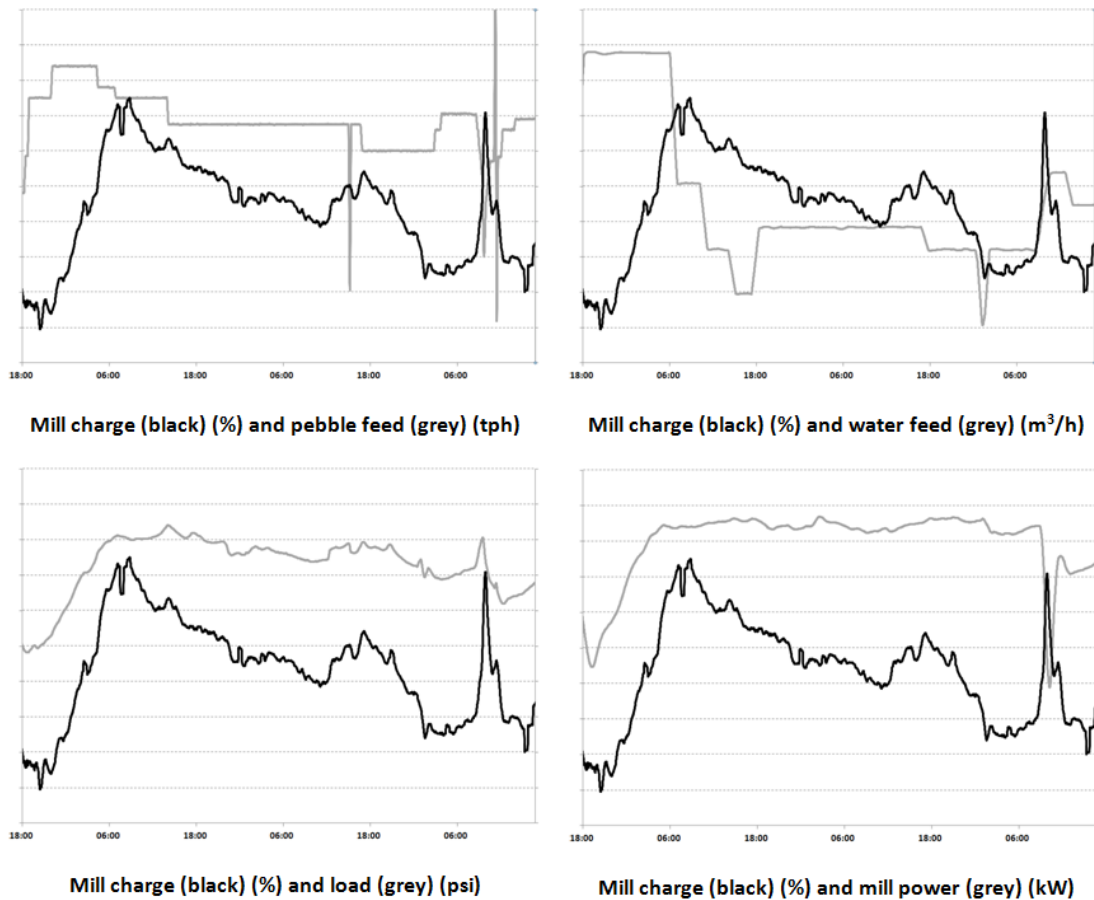 18:00 06:00 18:00 06:00 18:00 06:00
18:00 06:00 18:00 06:00 18:00 06:00
Mill charge (black) (%) and pebble feed (grey) (tph)
Mill charge (black) (%) and water feed (grey) (m³/h)
18:00 06:00 18:00 06:00 18:00 06:00
18:00 06:00 18:00 06:00 18:00 06:00
Mill charge (black) (%) and load (grey) (psi)
Mill charge (black) (%) and mill power (grey) (kW)